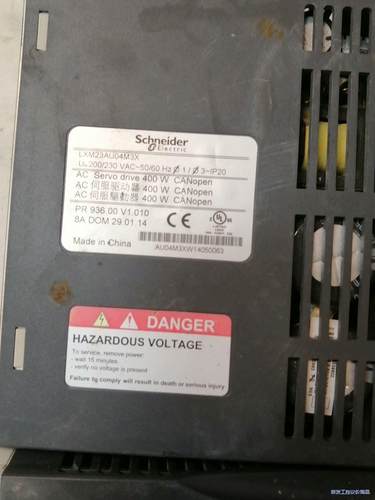 Schneider
Electric
LXM23AU04M3X
200/230 VAC~50/60 Hz Ø 1 / Ø 3~IP20
AC Servo drive 400 W CANopen
AC 伺服驱动器 400 W CANopen
AC 伺服驅動器 400 W CANopen
PR 936.00 V1.010
8A DOM 29.01.14
CE
Made in China
AU04M3XW14050063
DANGER
HAZARDOUS VOLTAGE
To service, remove power:
- wait 15 minutes
- verify no voltage is present
Failure tg comply will result in death or serious injury